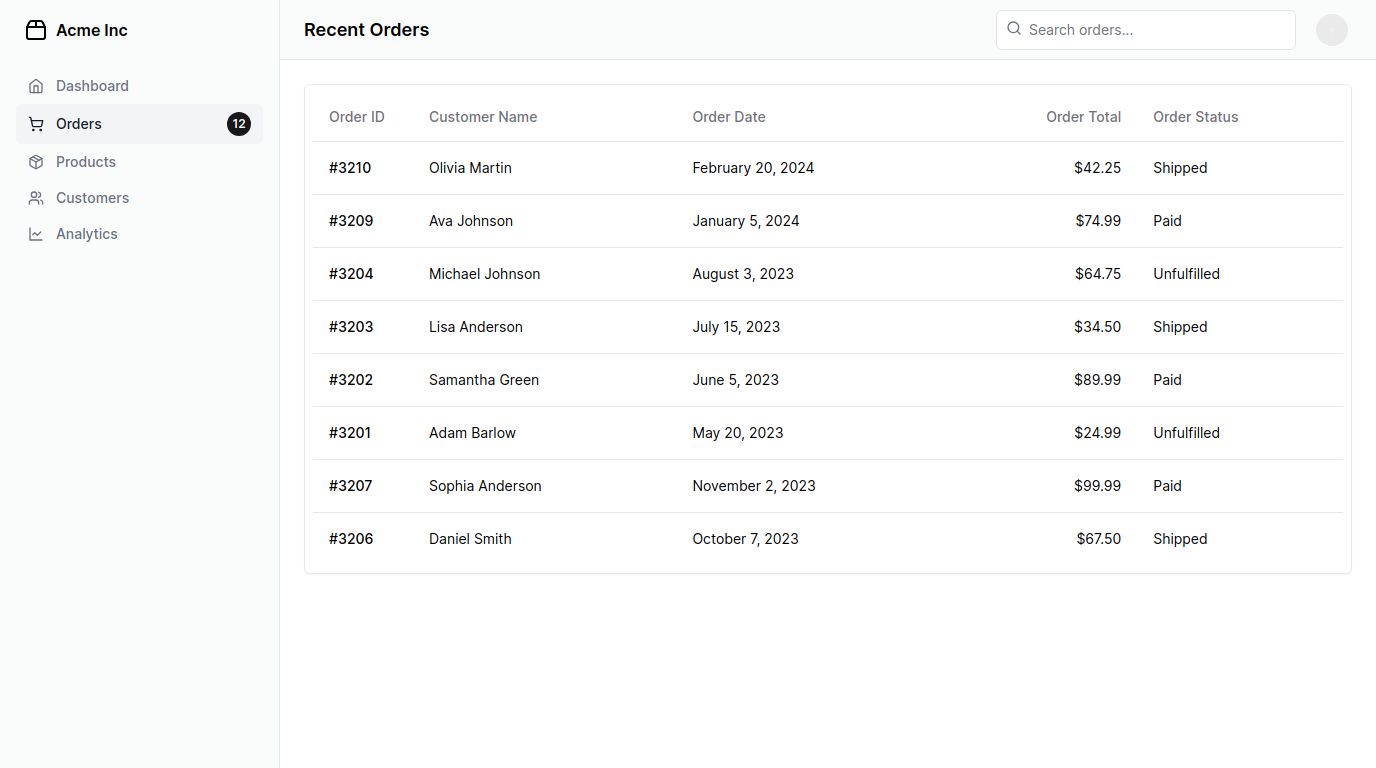 Acme Inc
Dashboard
Orders 12
Products
Customers
Analytics
Recent Orders
Search orders...
Order ID Customer Name Order Date Order Total Order Status
#3210 Olivia Martin February 20, 2024 $42.25 Shipped
#3209 Ava Johnson January 5, 2024 $74.99 Paid
#3204 Michael Johnson August 3, 2023 $64.75 Unfulfilled
#3203 Lisa Anderson July 15, 2023 $34.50 Shipped
#3202 Samantha Green June 5, 2023 $89.99 Paid
#3201 Adam Barlow May 20, 2023 $24.99 Unfulfilled
#3207 Sophia Anderson November 2, 2023 $99.99 Paid
#3206 Daniel Smith October 7, 2023 $67.50 Shipped